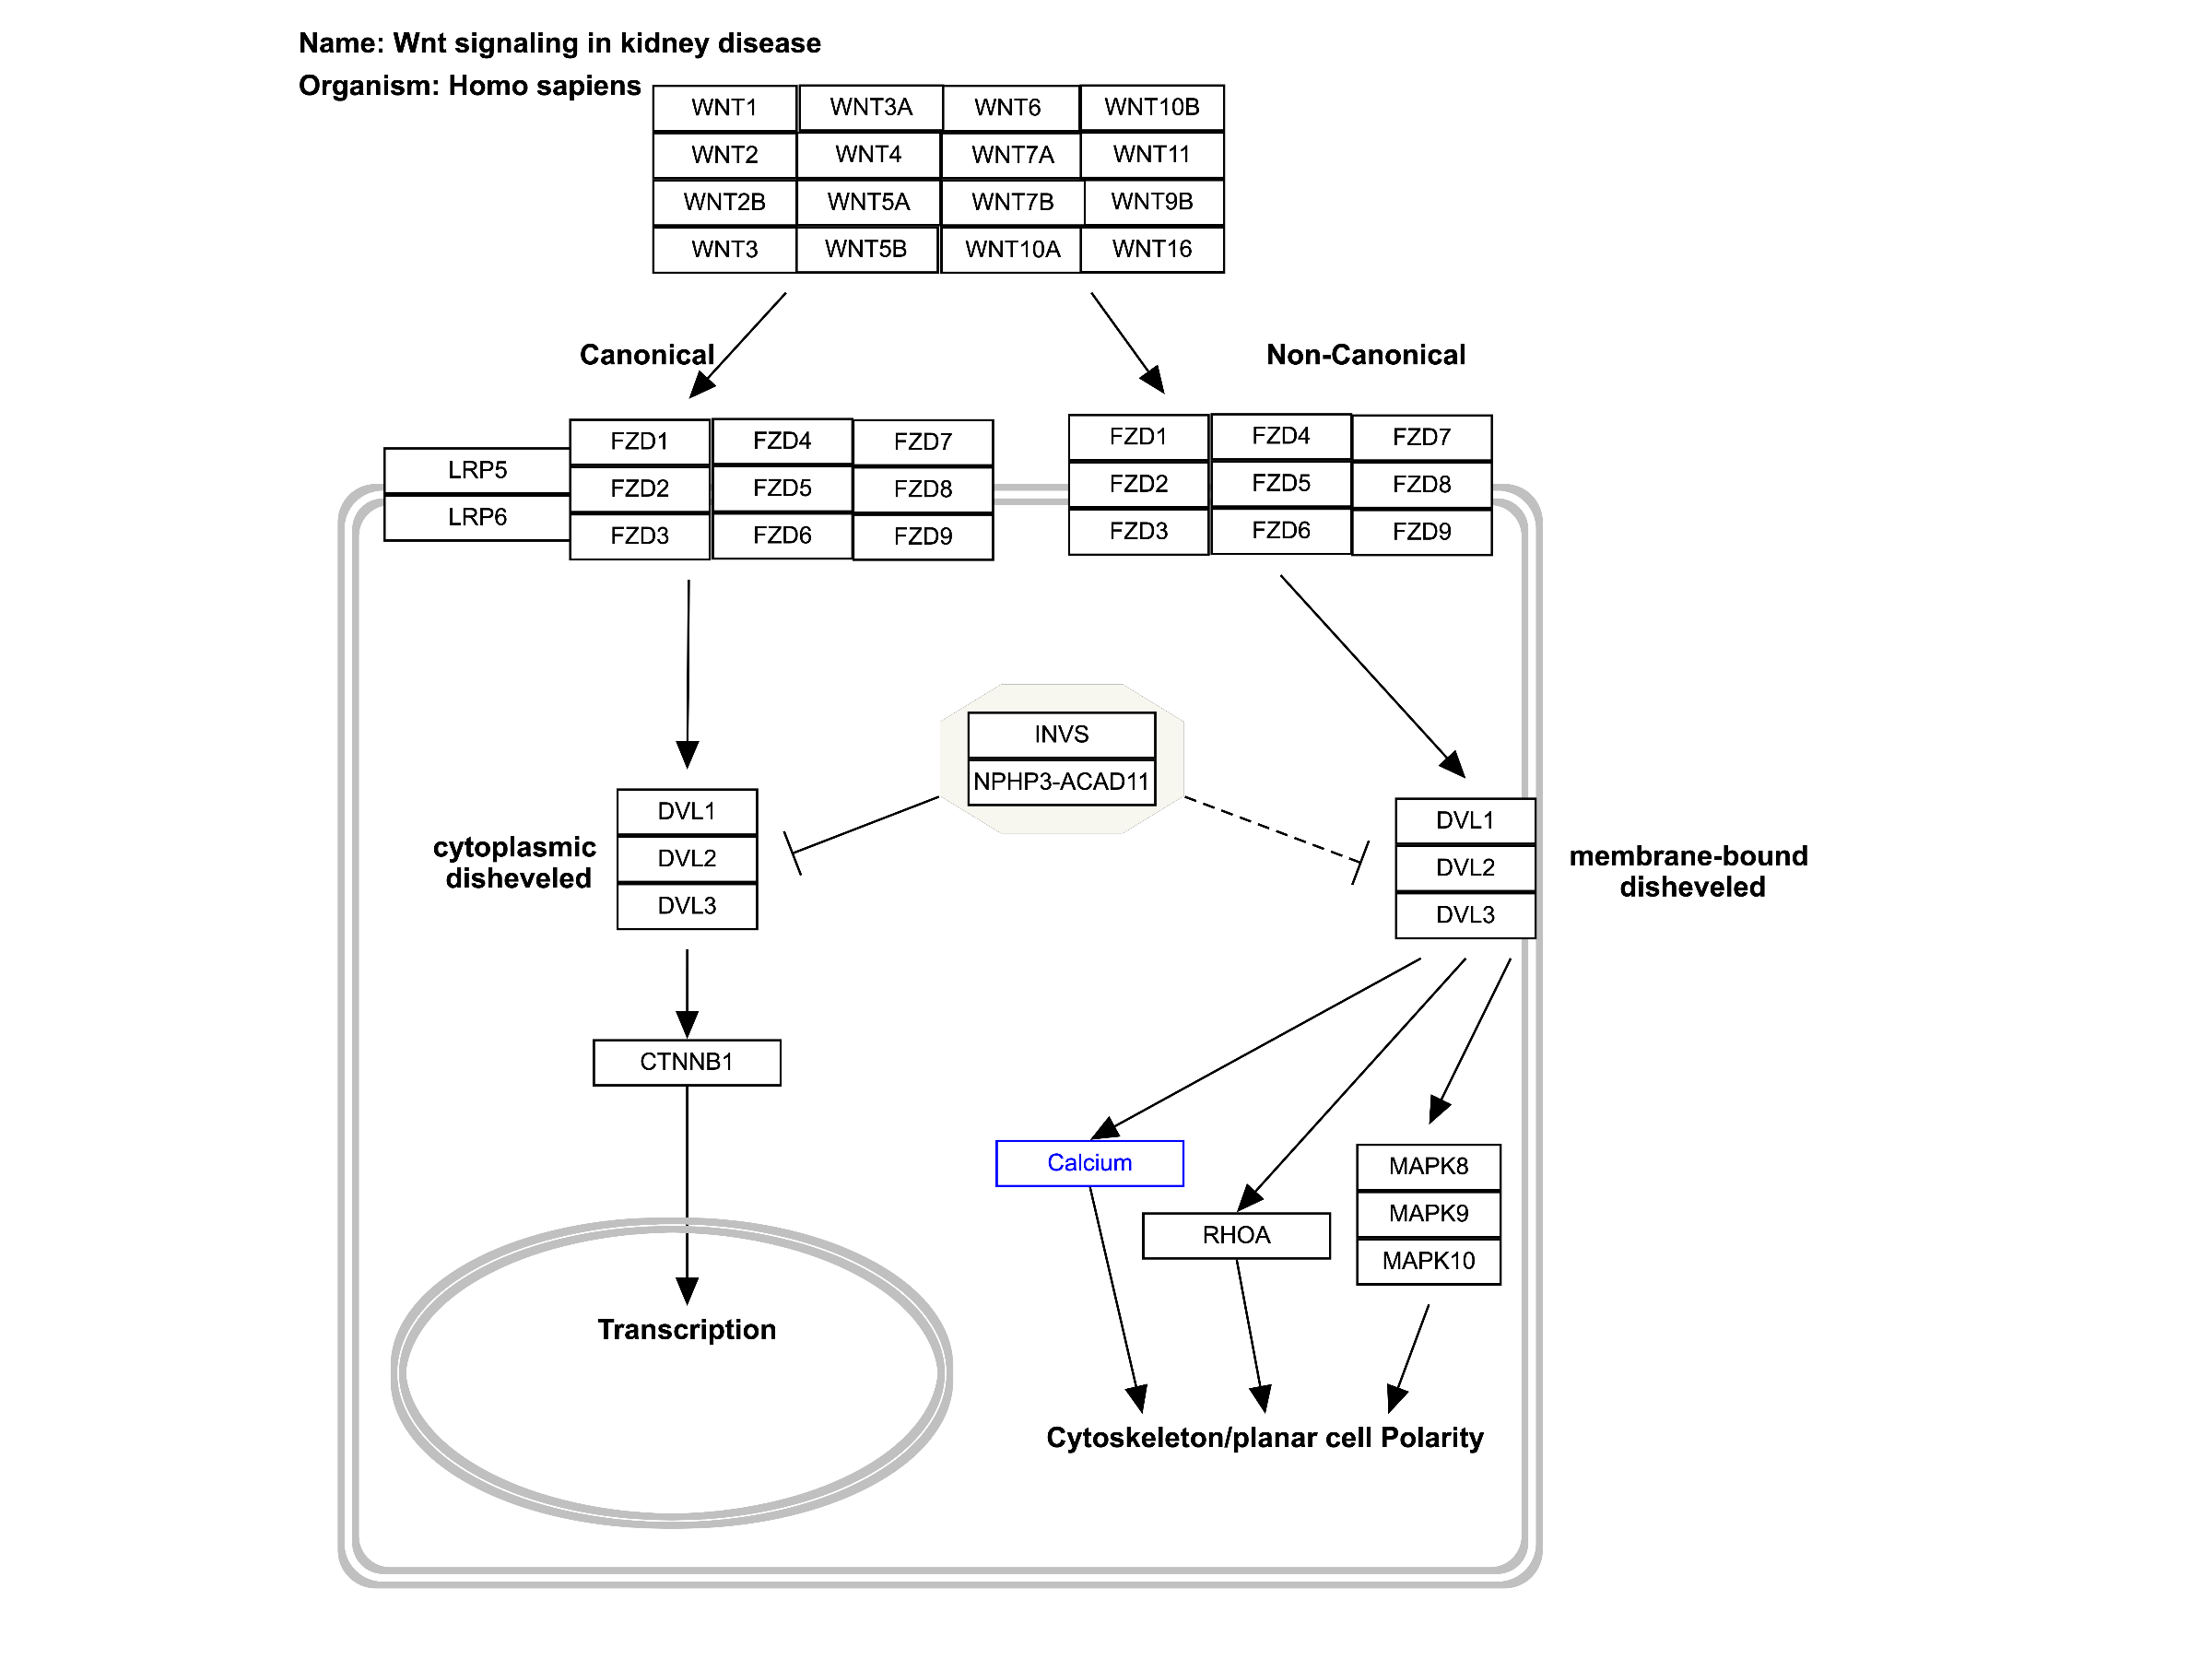 Name: Wnt signaling in kidney disease
Organism: Homo sapiens
WNT1 WNT3A WNT6 WNT10B
WNT2 WNT4 WNT7A WNT11
WNT2B WNT5A WNT7B WNT9B
WNT3 WNT5B WNT10A WNT16
Canonical
Non-Canonical
LRP5
LRP6
FZD1 FZD4 FZD7
FZD2 FZD5 FZD8
FZD3 FZD6 FZD9
FZD1 FZD4 FZD7
FZD2 FZD5 FZD8
FZD3 FZD6 FZD9
INVS
NPHP3-ACAD11
cytoplasmic
disheveled
DVL1
DVL2
DVL3
DVL1
DVL2
DVL3
membrane-bound
disheveled
CTNNB1
Calcium
RHOA
MAPK8
MAPK9
MAPK10
Transcription
Cytoskeleton/planar cell Polarity